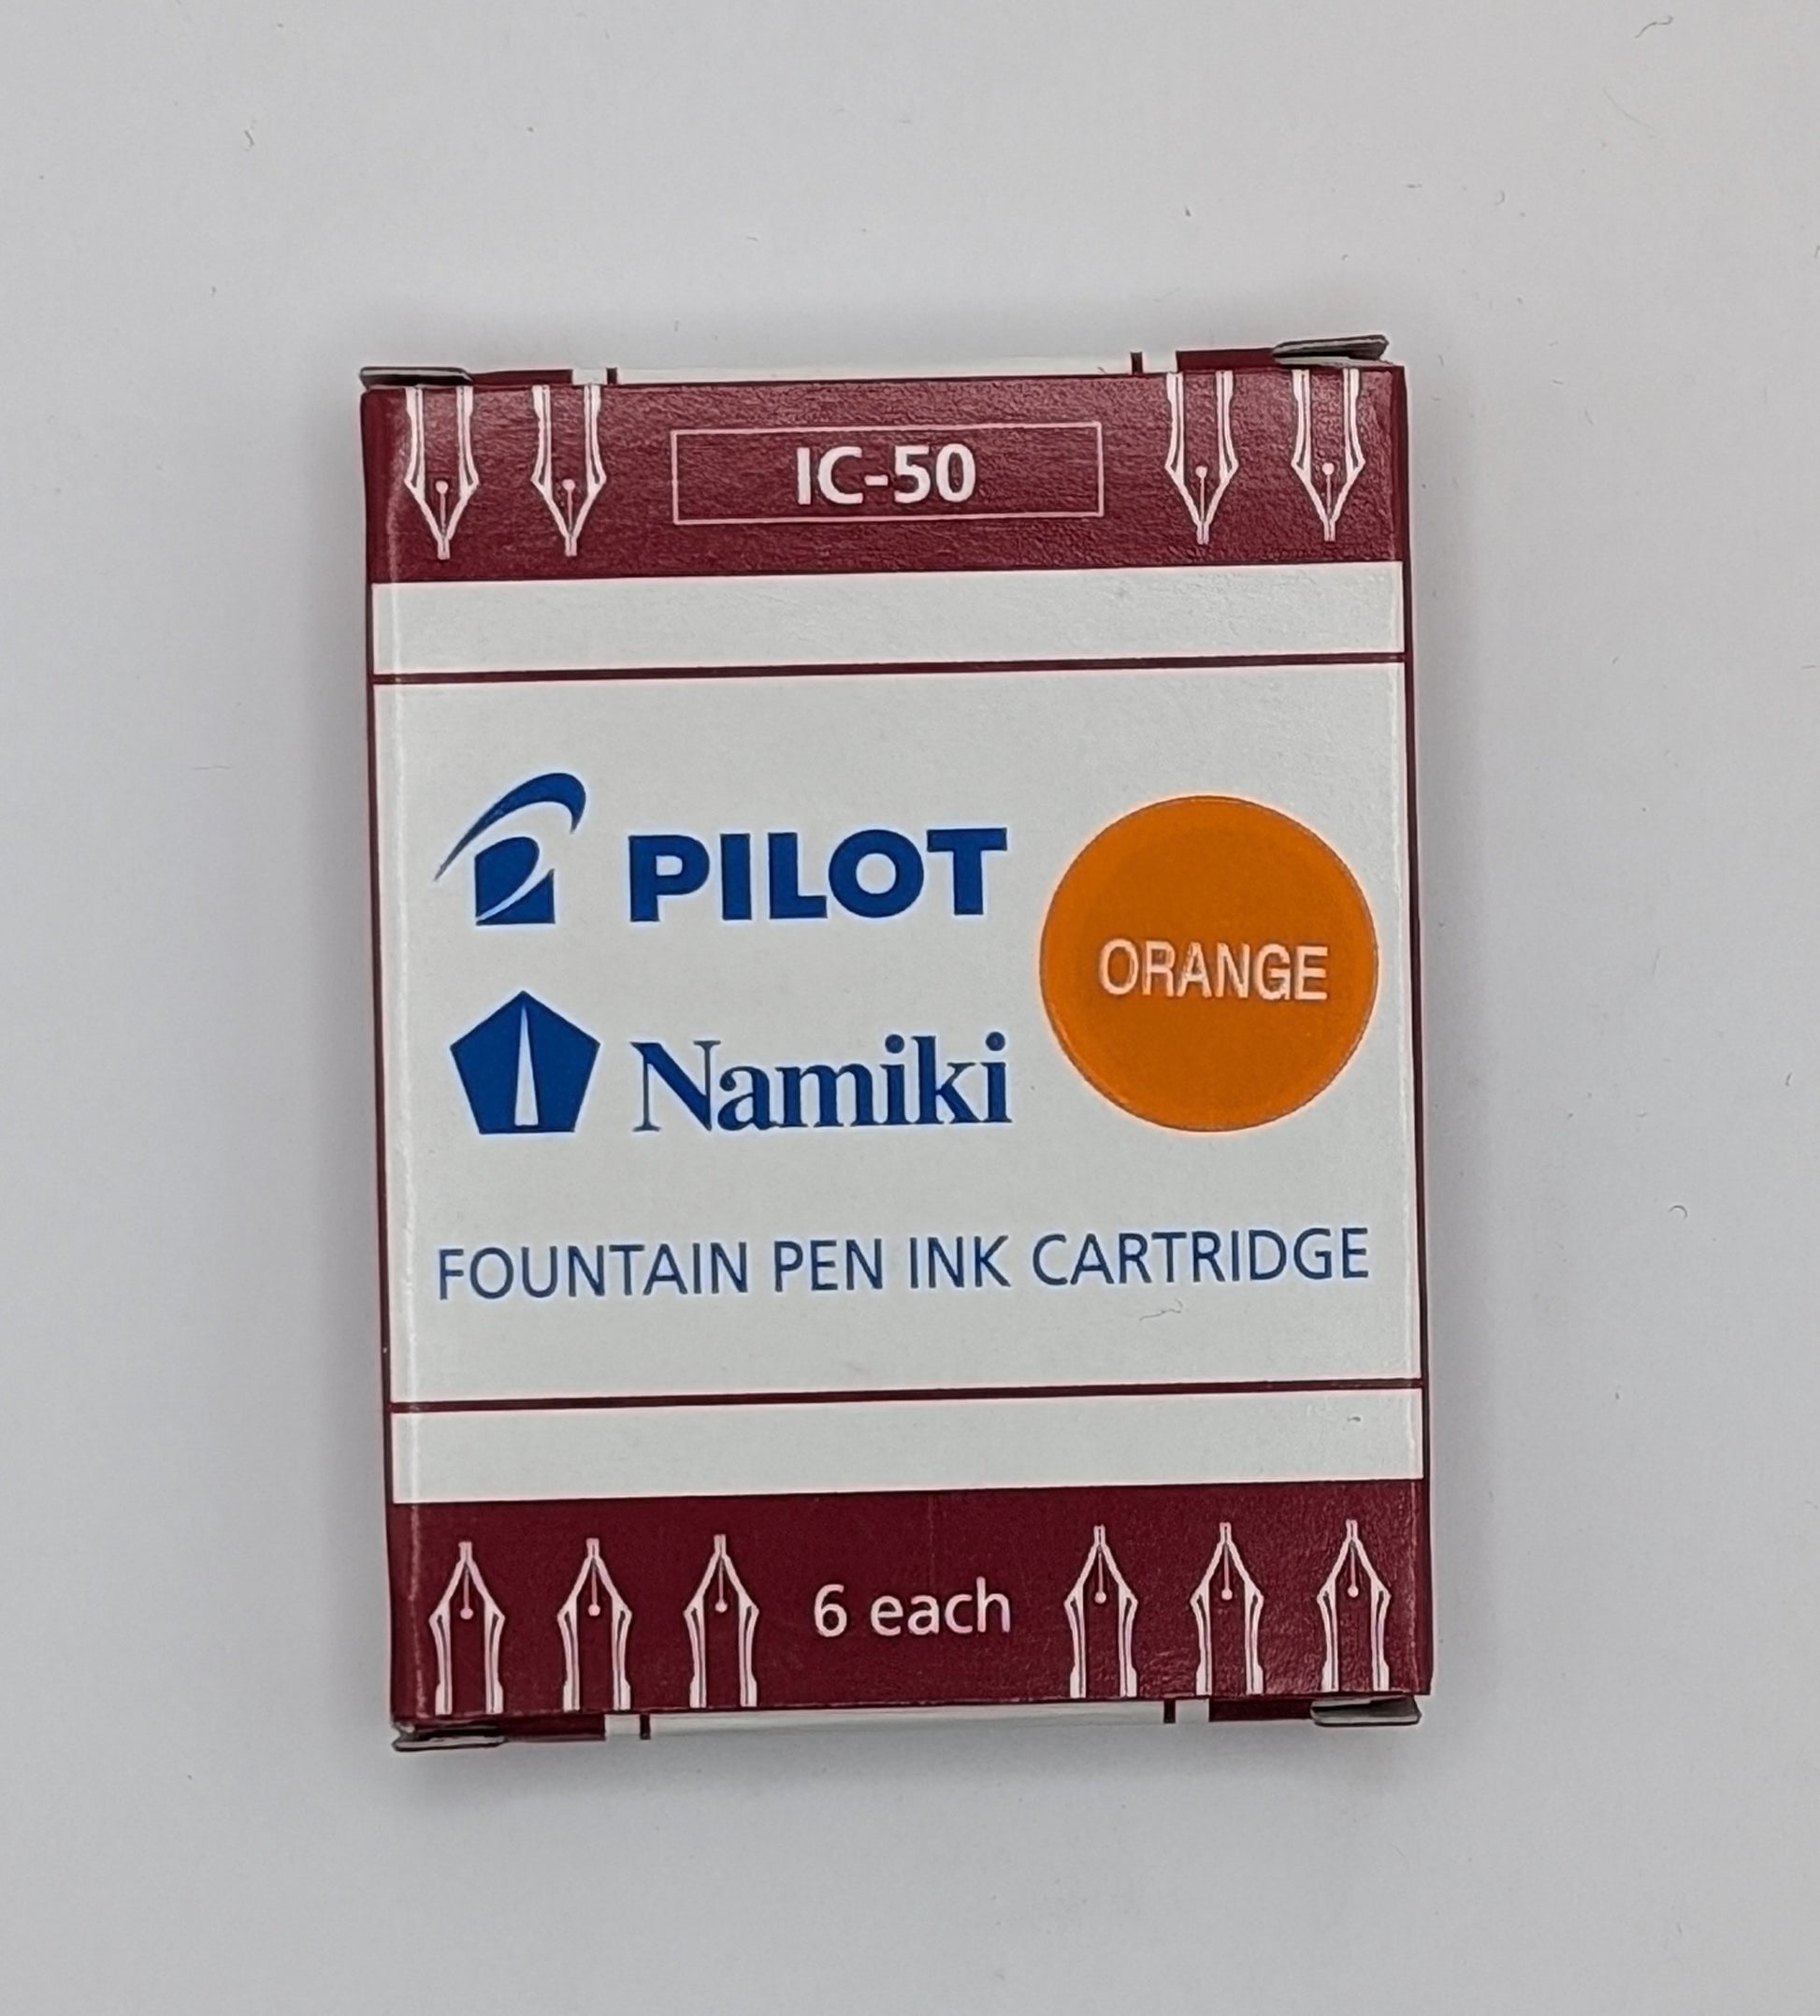 IC-50
PILOT
ORANGE
Namiki
FOUNTAIN PEN INK CARTRIDGE
6 each